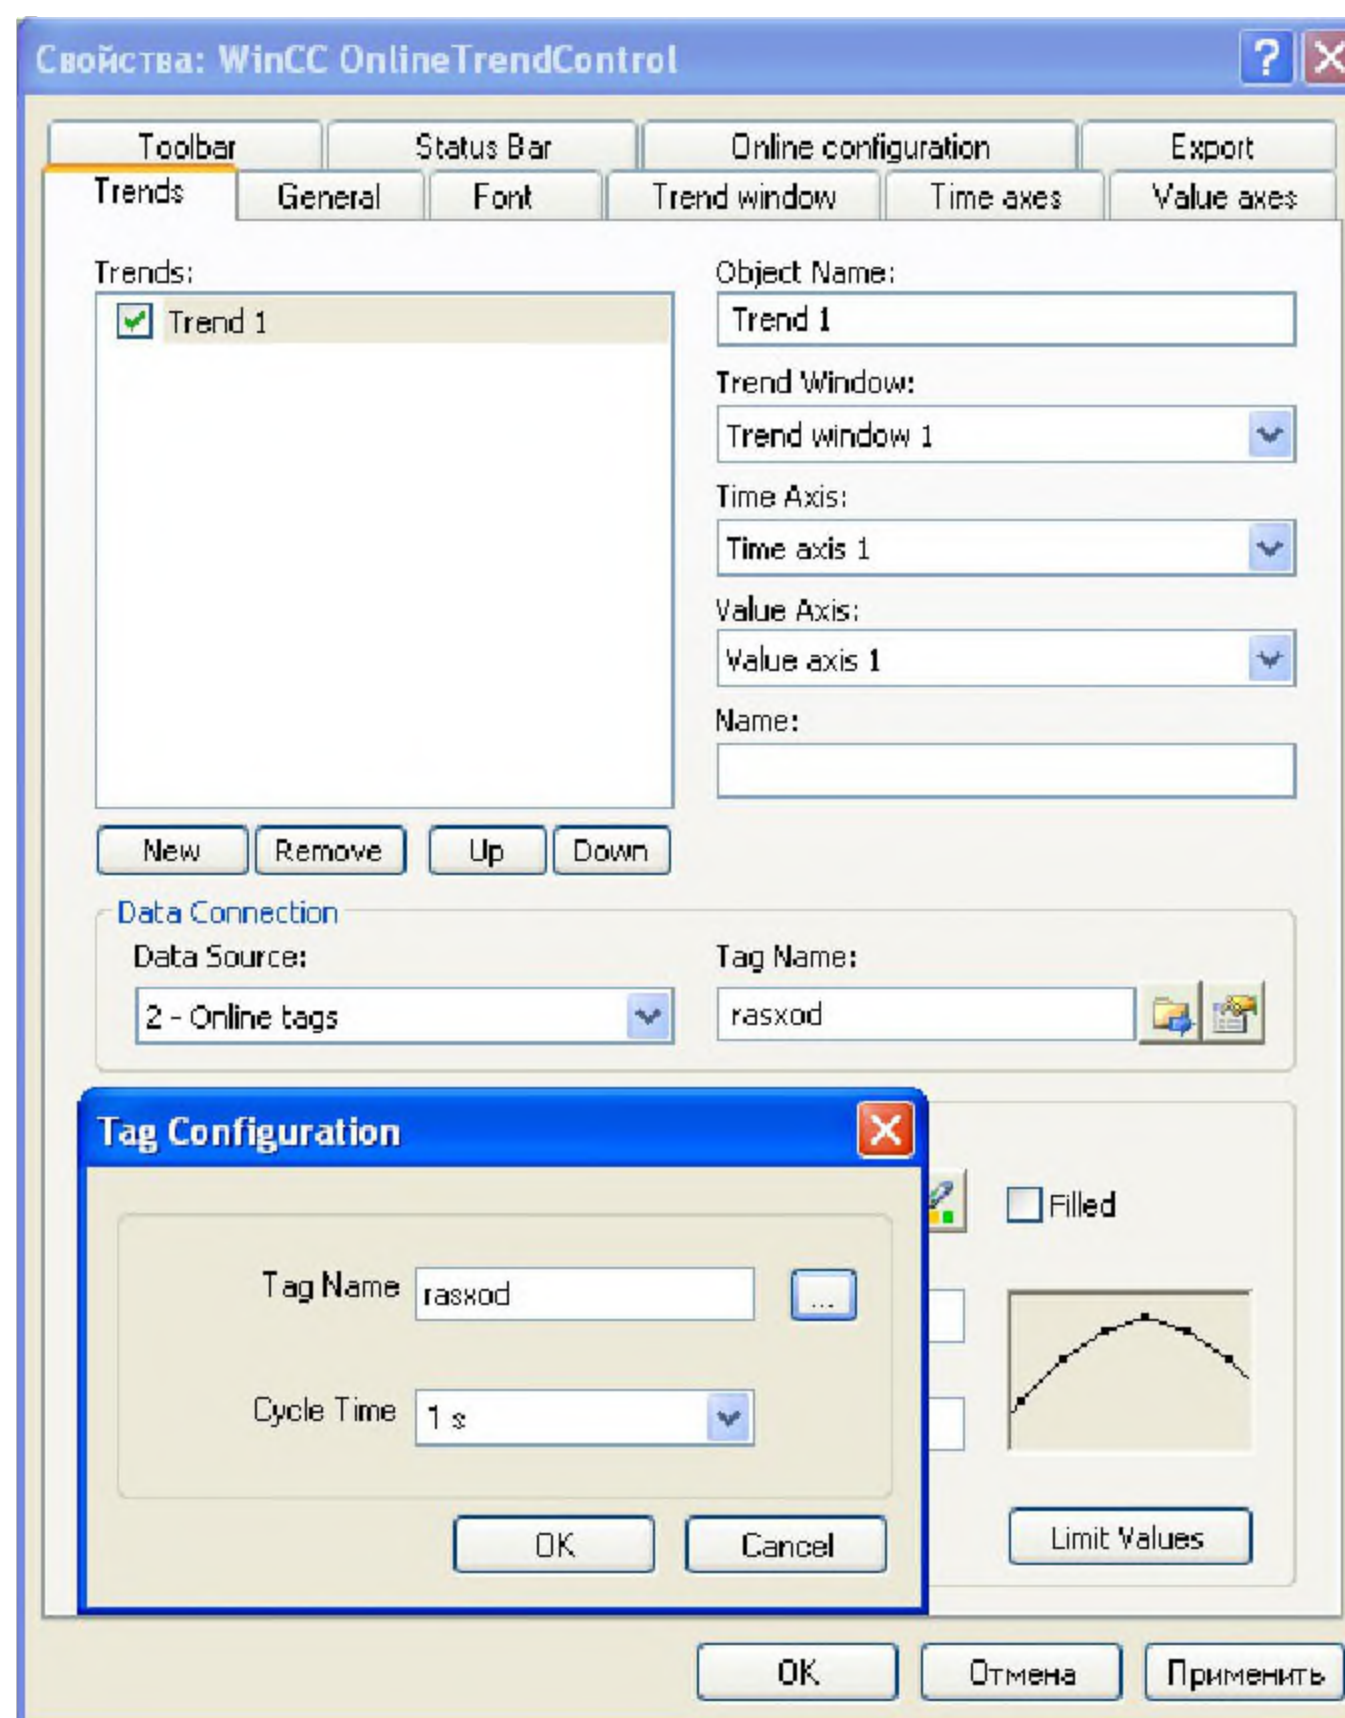 Свойства: WinCC OnlineTrendControl
Toolbar Status Bar Online configuration Export
Trends General Font Trend window Time axes Value axes
Trends:
Trend 1
Object Name:
Trend 1
Trend Window:
Trend window 1
Time Axis:
Time axis 1
Value Axis:
Value axis 1
Name:
New Remove Up Down
Data Connection
Data Source:
2 - Online tags
Tag Name:
rasxod
Tag Configuration
Tag Name rasxod ...
Cycle Time 1 s
OK Cancel
Filled
Limit Values
OK Отмена Применить